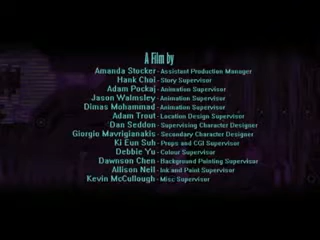 A Film by
Amanda Stocker - Assistant Production Manager
Hank Choi - Story Supervisor
Adam Pockaj - Animation Supervisor
Jason Walmsley - Animation Supervisor
Dimas Mohammad - Animation Supervisor
Adam Trout - Location Design Supervisor
Dan Seddon - Supervising Character Designer
Giorgio Mavrigianakis - Secondary Character Designer
Ki Eun Suh - Props and CGI Supervisor
Debbie Yu - Colour Supervisor
Dawnson Chen - Background Painting Supervisor
Allison Neil - Ink and Paint Supervisor
Kevin McCullough - Misc Supervisor